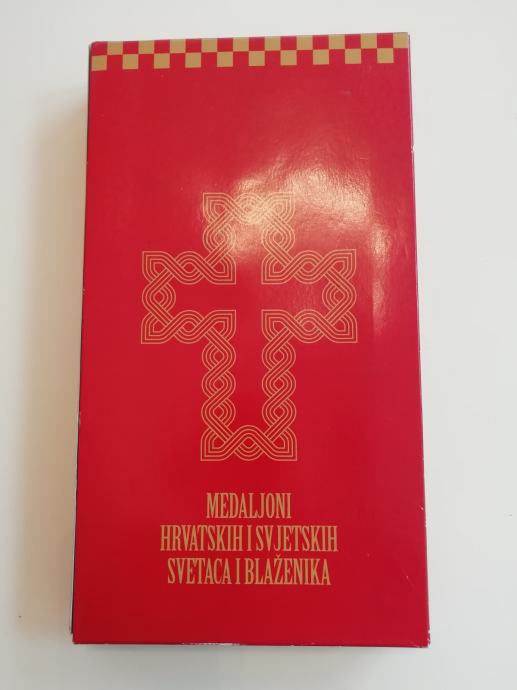 MEDALJONI
HRVATSKIH I SVJETSKIH
SVETACA I BLAŽENIKA